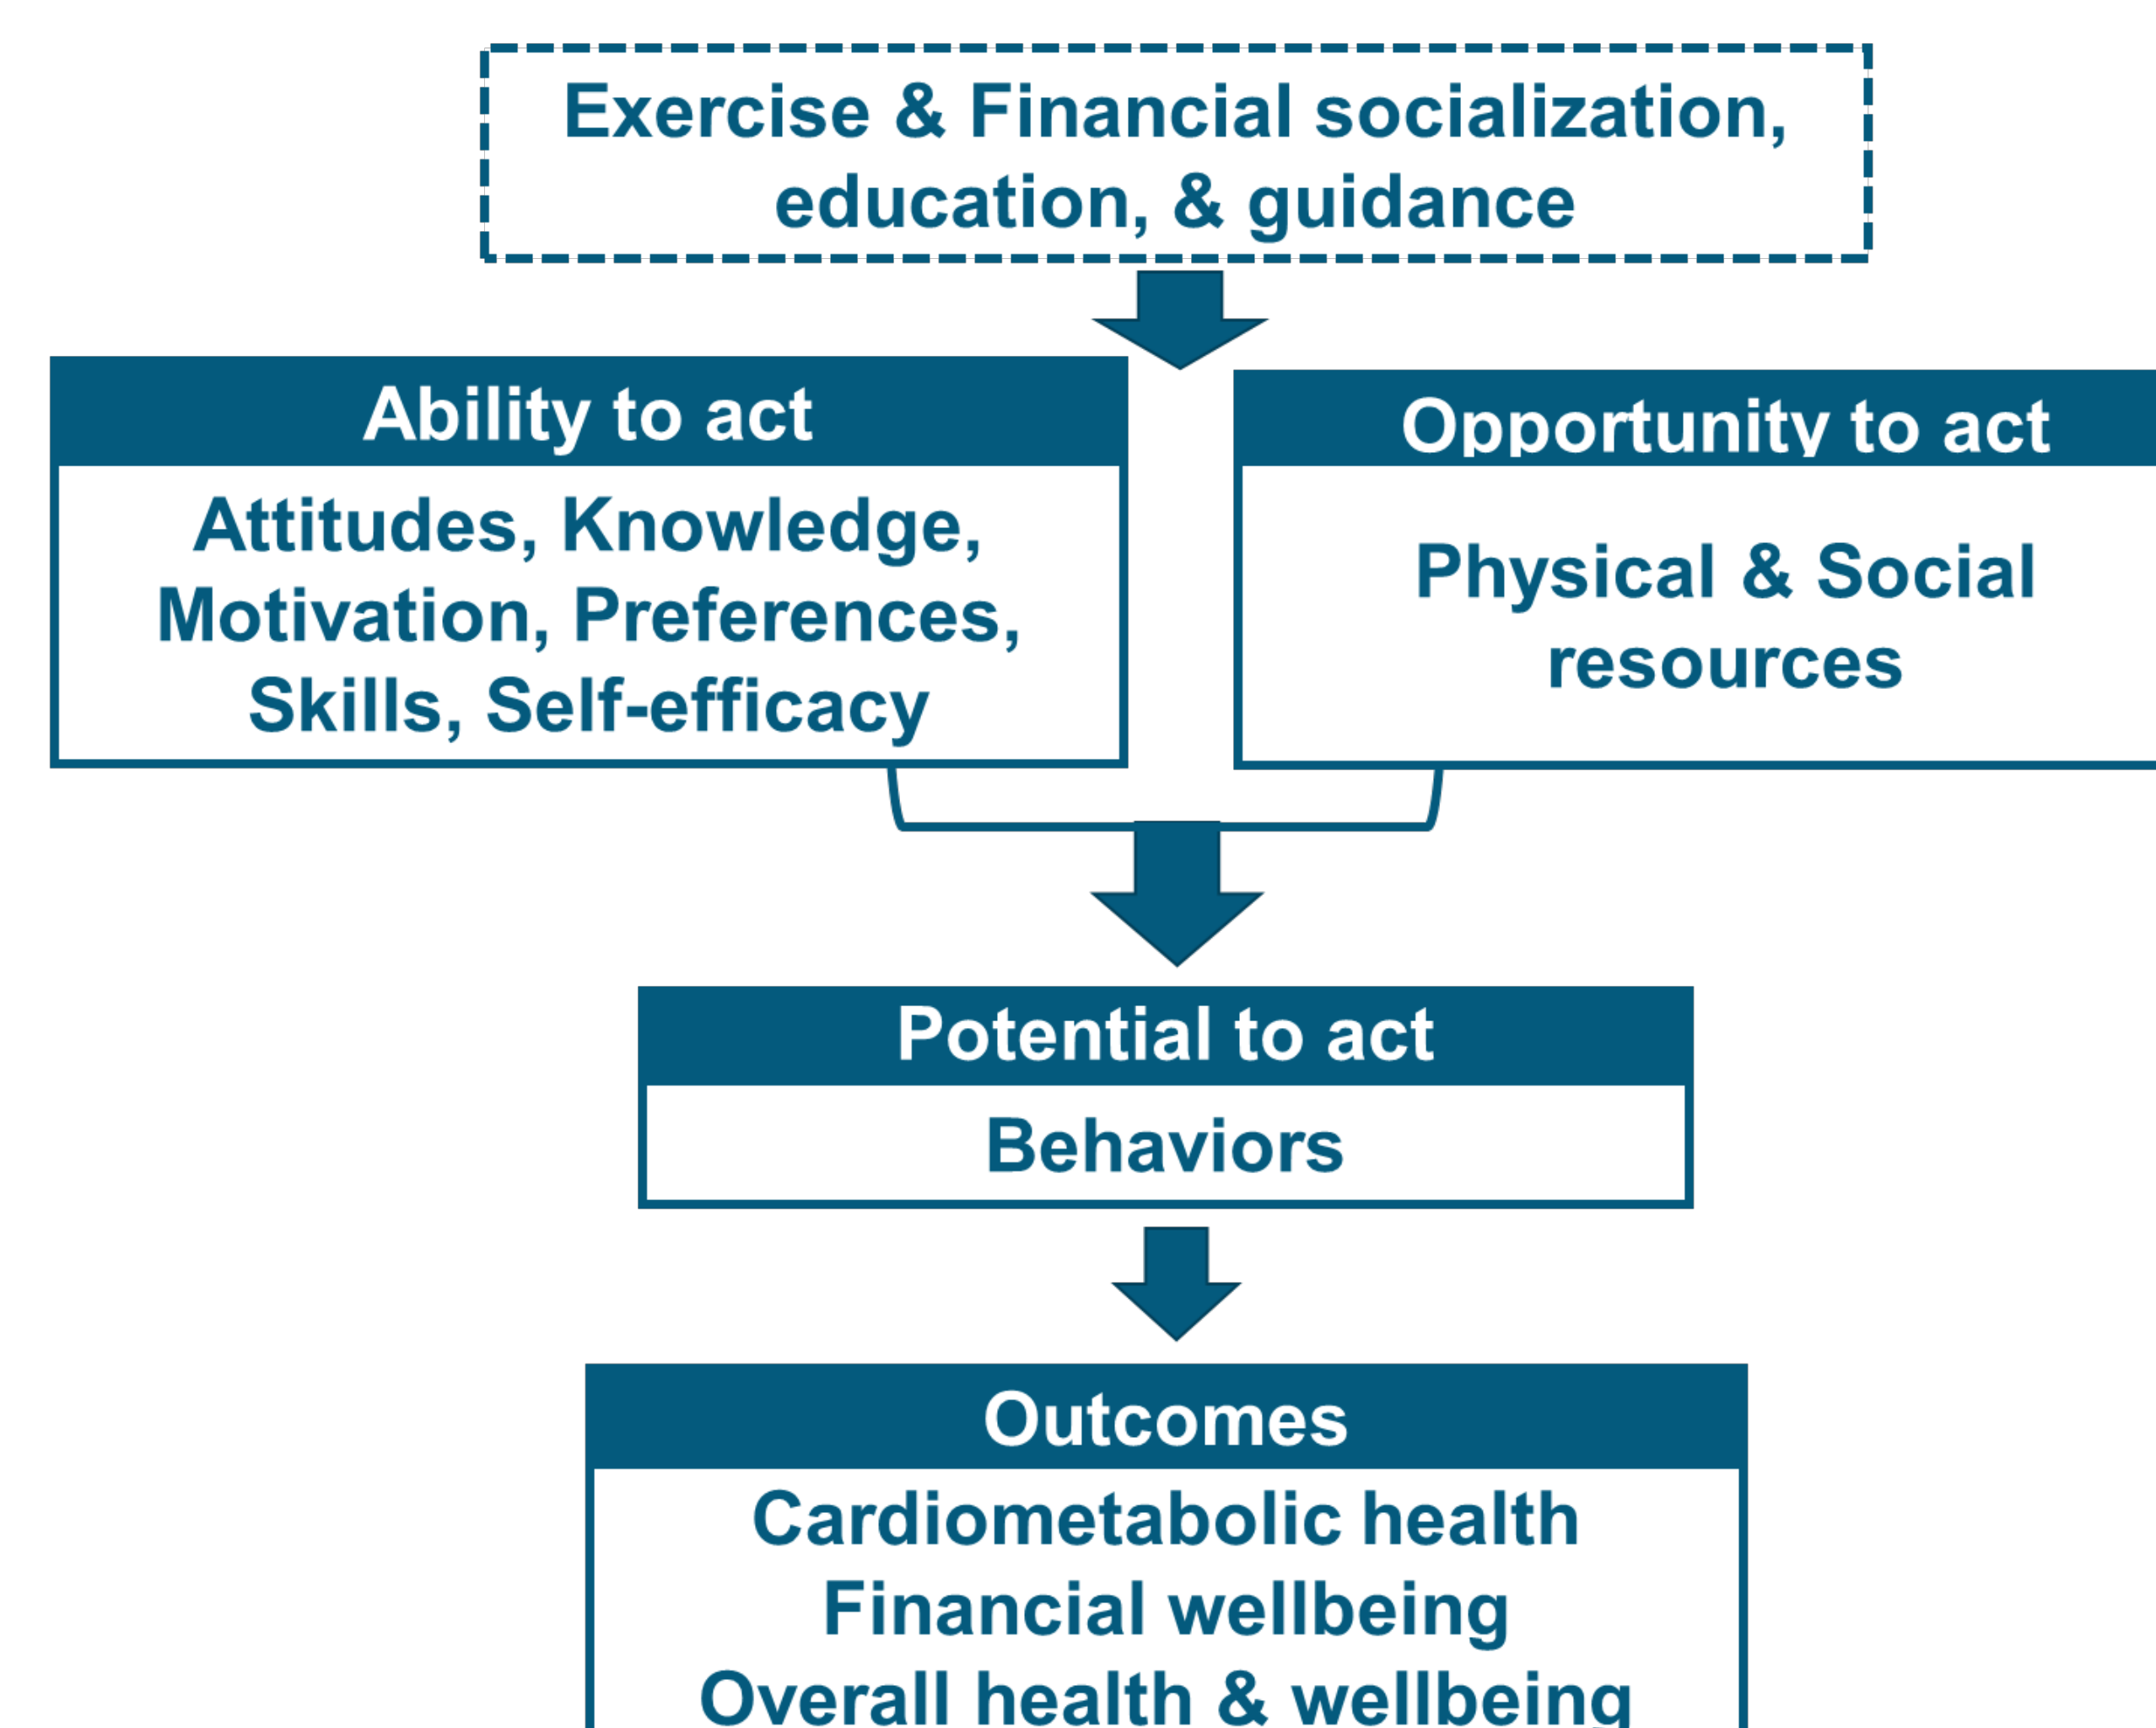 Exercise & Financial socialization,
education, & guidance
Ability to act
Attitudes, Knowledge,
Motivation, Preferences,
Skills, Self-efficacy
Opportunity to act
Physical & Social
resources
Potential to act
Behaviors
Outcomes
Cardiometabolic health
Financial wellbeing
Overall health & wellbeing